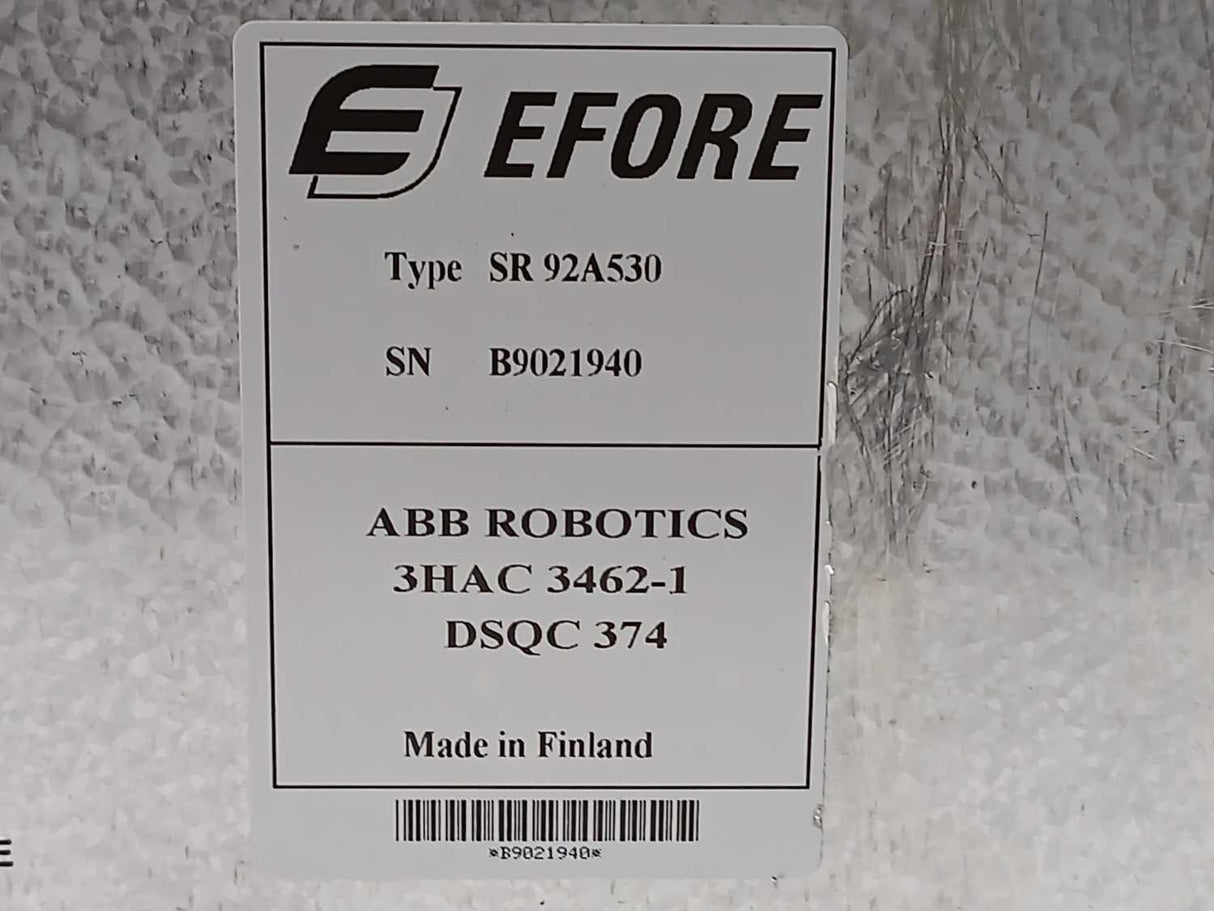 EFORE
Type SR 92A530
SN B9021940
ABB ROBOTICS
3HAC 3462-1
DSQC 374
Made in Finland
*B9021940*
E